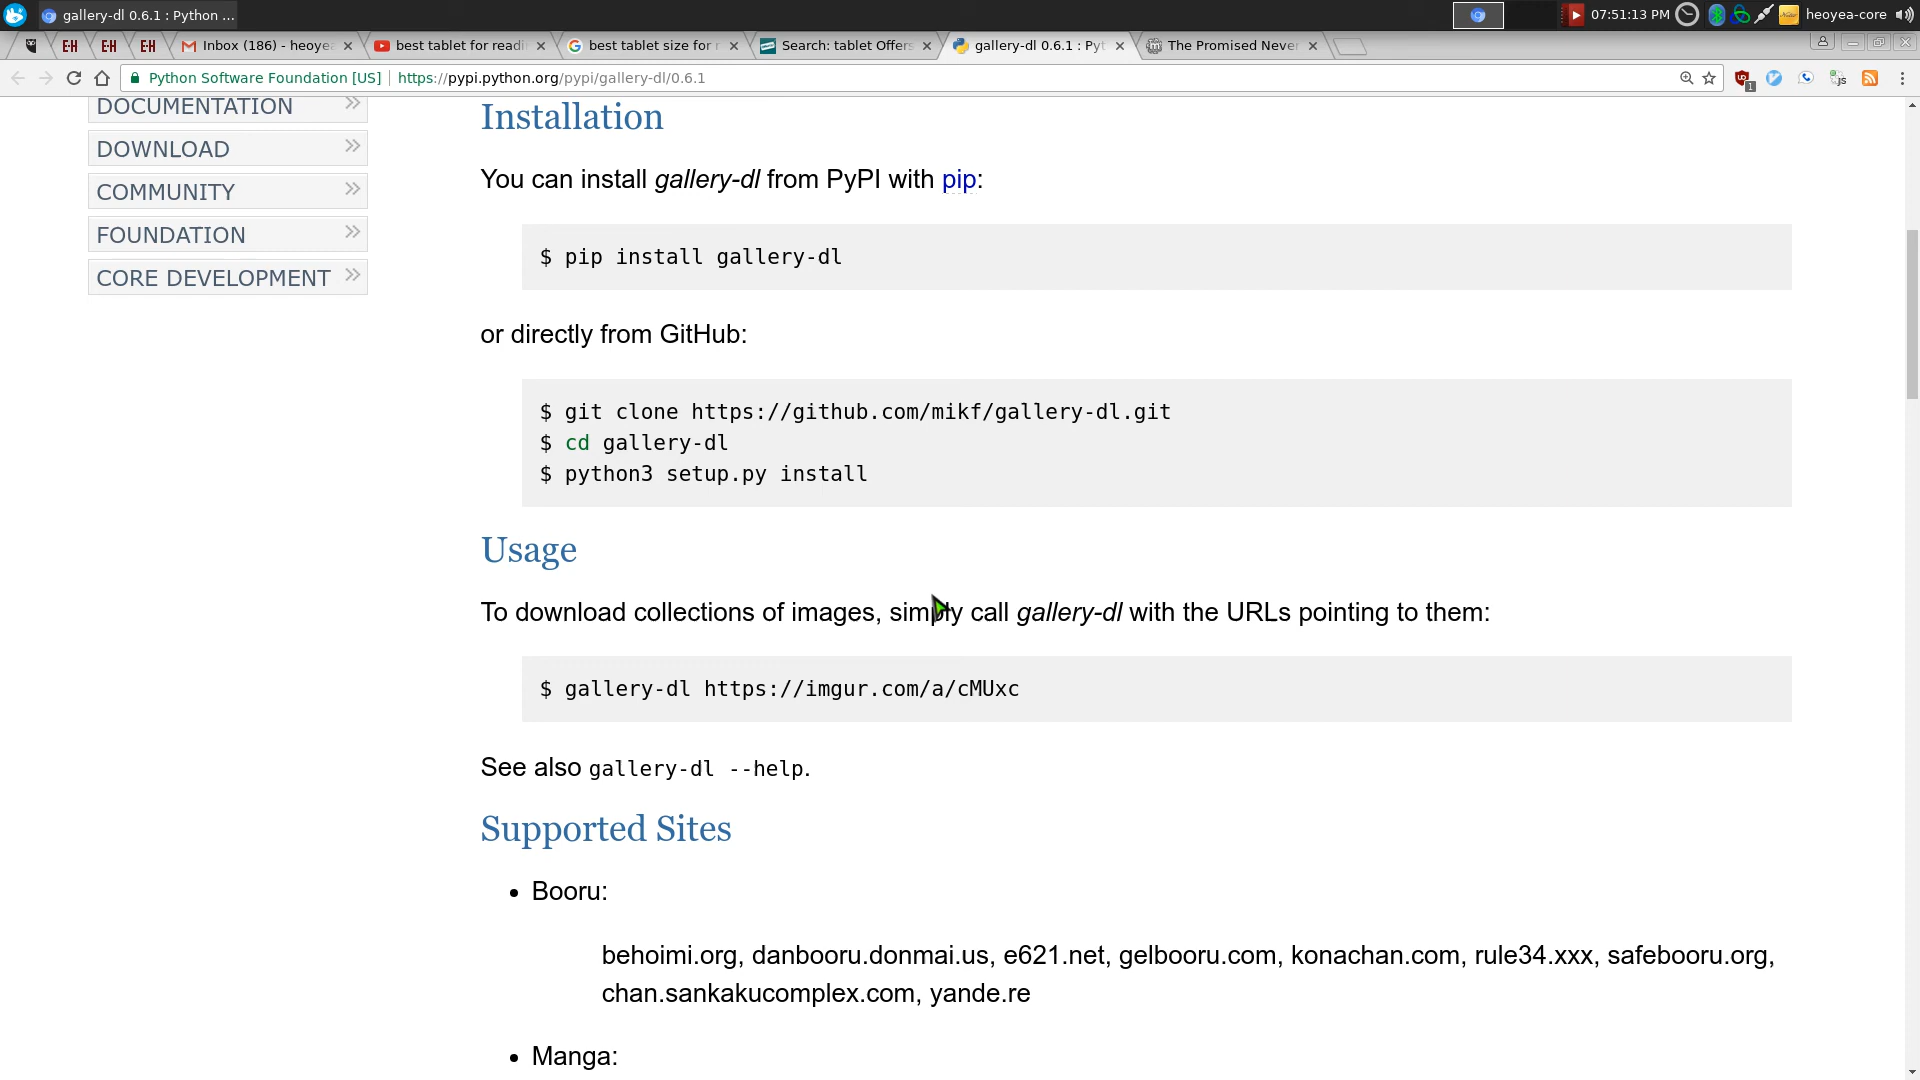 gallery-dl 0.6.1 : Python ...
07:51:13 PM
heoyea-core
Inbox (186) - heoye
best tablet for readi
best tablet size for r
Search: tablet Offers
gallery-dl 0.6.1 : Pyt
The Promised Never
Python Software Foundation [US]
https://pypi.python.org/pypi/gallery-dl/0.6.1
DOCUMENTATION
DOWNLOAD
COMMUNITY
FOUNDATION
CORE DEVELOPMENT
Installation
You can install gallery-dl from PyPI with pip:
$ pip install gallery-dl
or directly from GitHub:
$ git clone https://github.com/mikf/gallery-dl.git
$ cd gallery-dl
$ python3 setup.py install
Usage
To download collections of images, simply call gallery-dl with the URLs pointing to them:
$ gallery-dl https://imgur.com/a/cMUxc
See also gallery-dl --help.
Supported Sites
• Booru:
behoimi.org, danbooru.donmai.us, e621.net, gelbooru.com, konachan.com, rule34.xxx, safebooru.org,
chan.sankakucomplex.com, yande.re
• Manga: